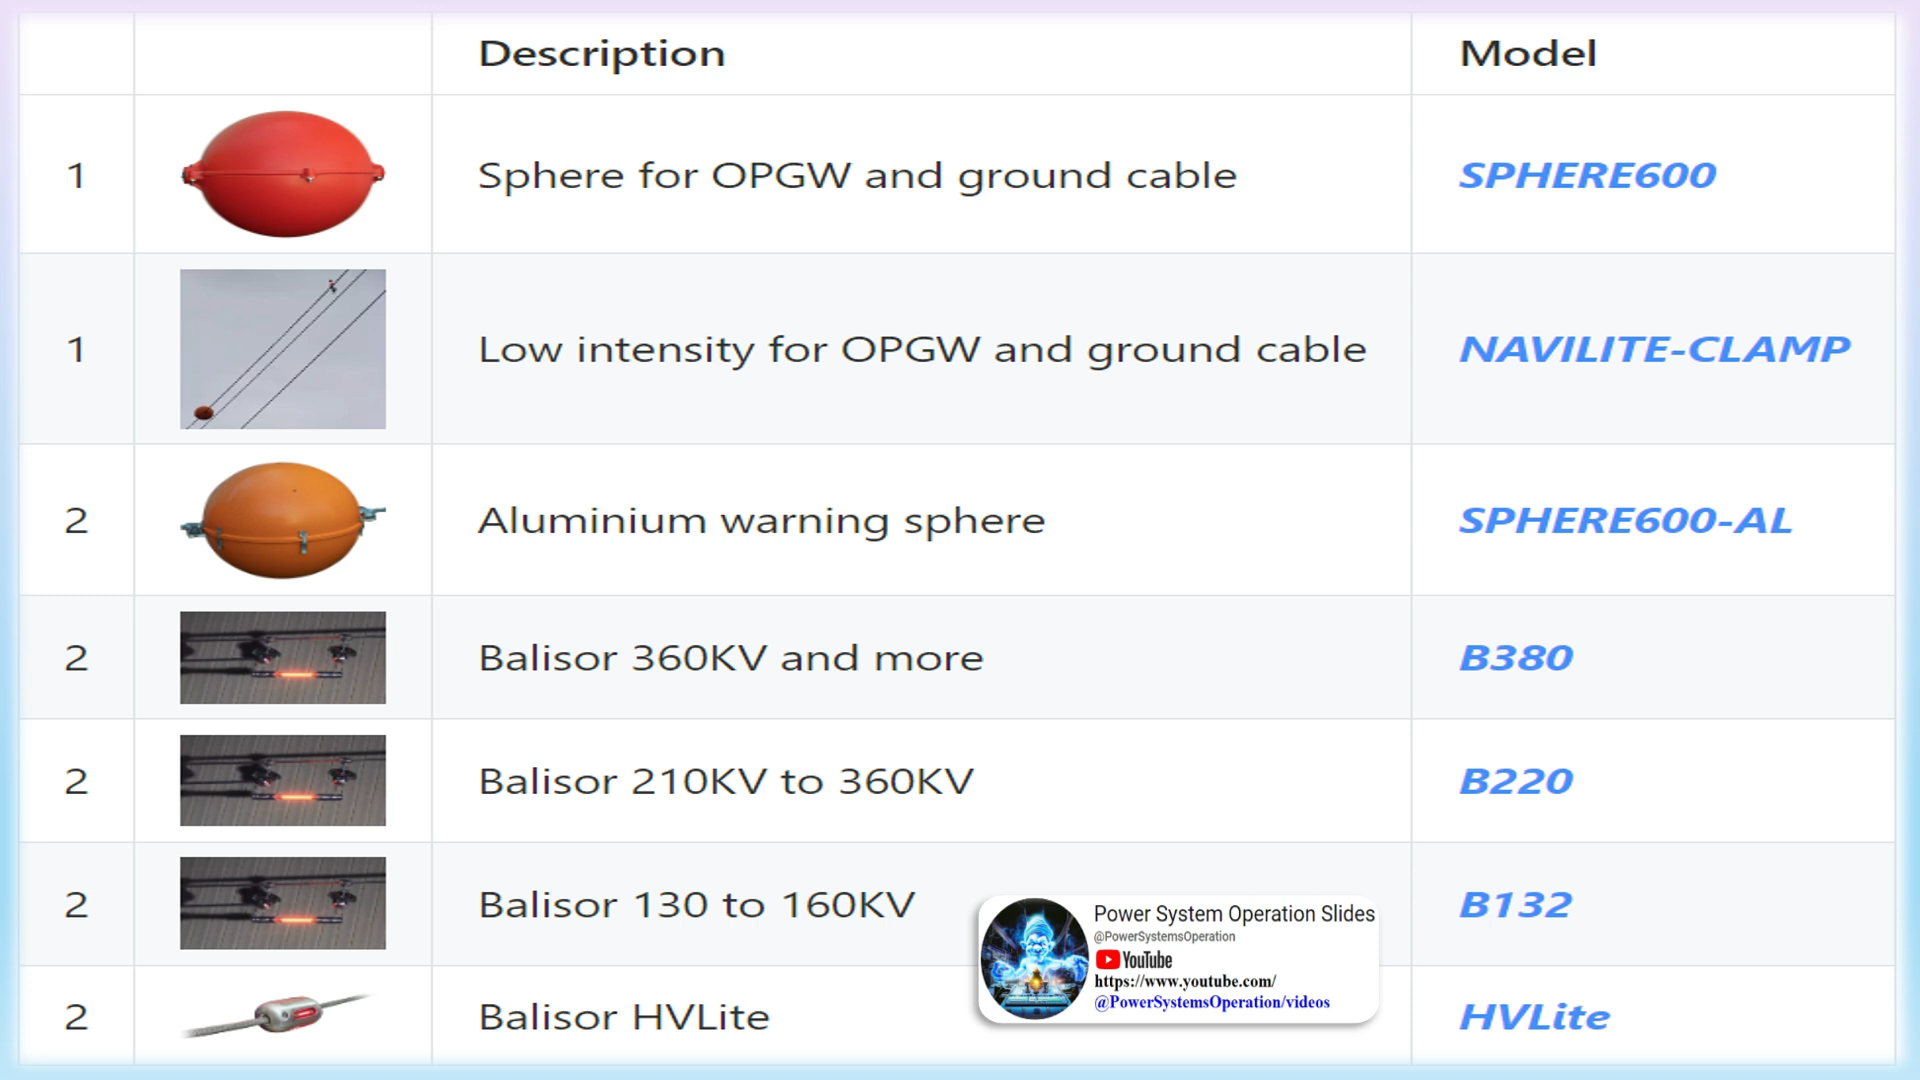 Description Model
1 Sphere for OPGW and ground cable SPHERE600
1 Low intensity for OPGW and ground cable NAVILITE-CLAMP
2 Aluminium warning sphere SPHERE600-AL
2 Balisor 360KV and more B380
2 Balisor 210KV to 360KV B220
2 Balisor 130 to 160KV B132
2 Balisor HVLite HVLite
Power System Operation Slides
@PowerSystemsOperation
YouTube
https://www.youtube.com/
@PowerSystemsOperation/videos